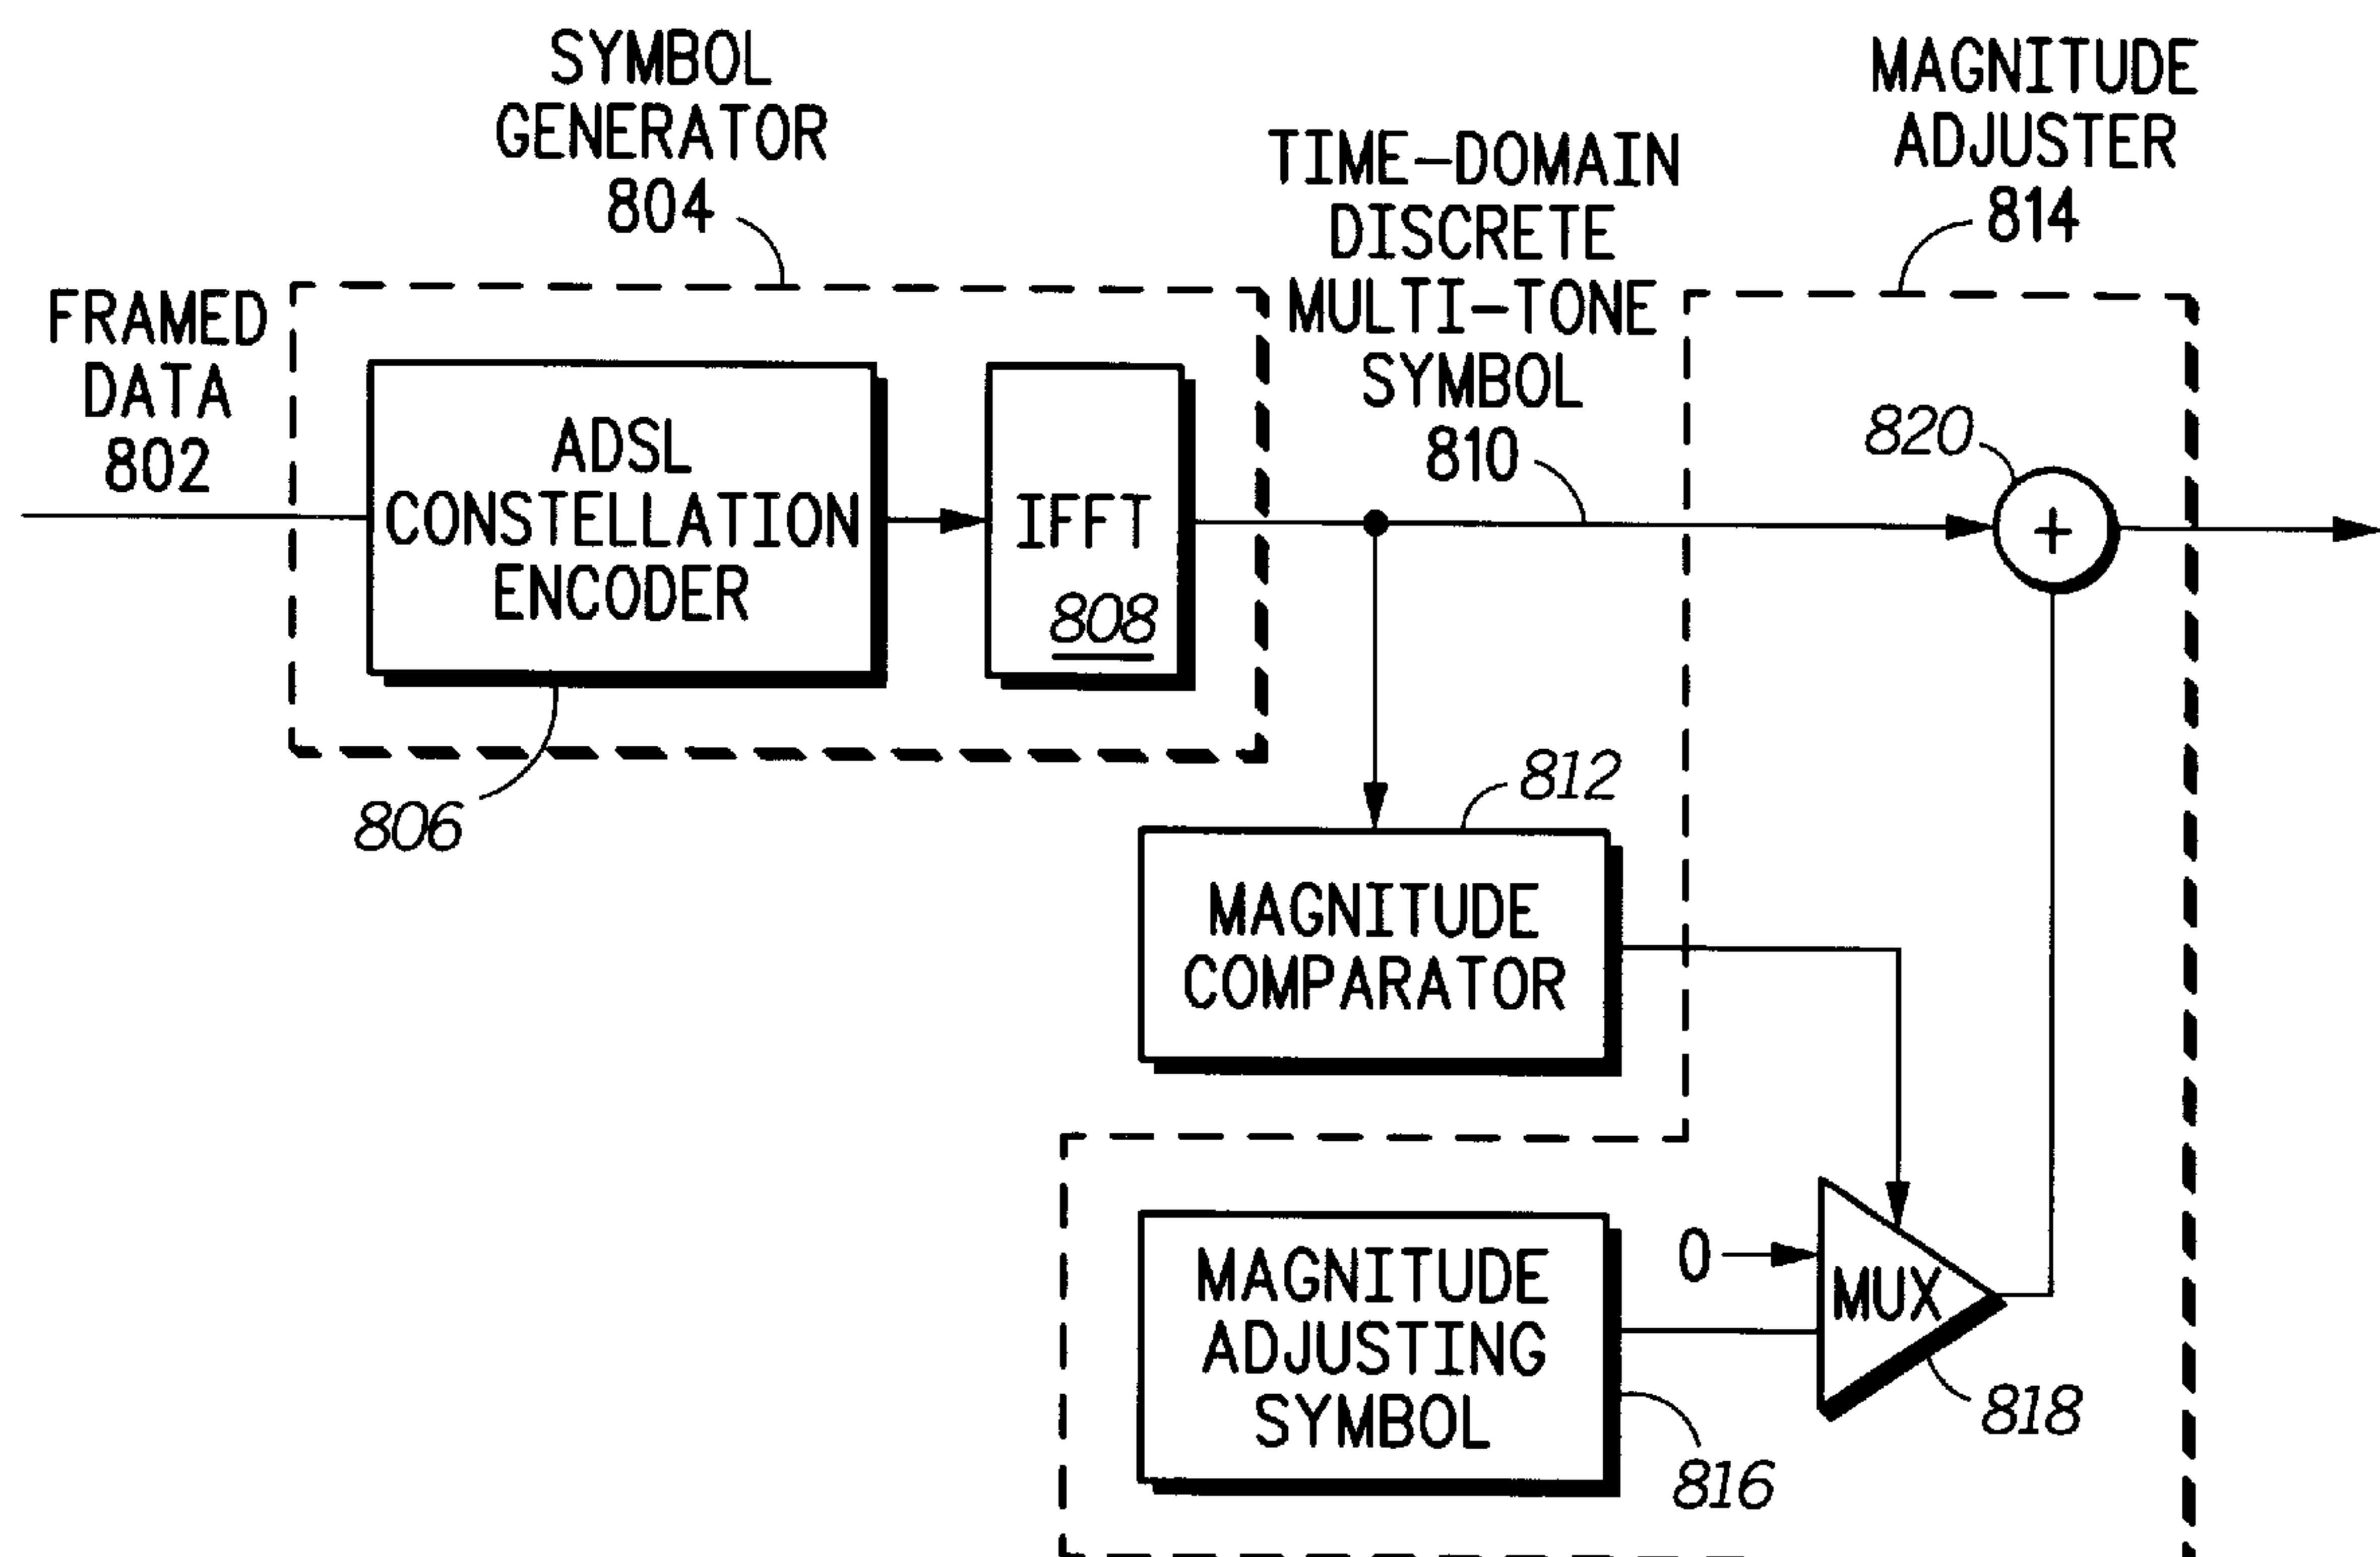 SYMBOL
GENERATOR
804
MAGNITUDE
ADJUSTER
814
TIME-DOMAIN
DISCRETE
MULTI-TONE
SYMBOL
810
FRAMED
DATA
802
ADSL
CONSTELLATION
ENCODER
806
IFFT
808
820
+
812
MAGNITUDE
COMPARATOR
0
MUX
818
MAGNITUDE
ADJUSTING
SYMBOL
816